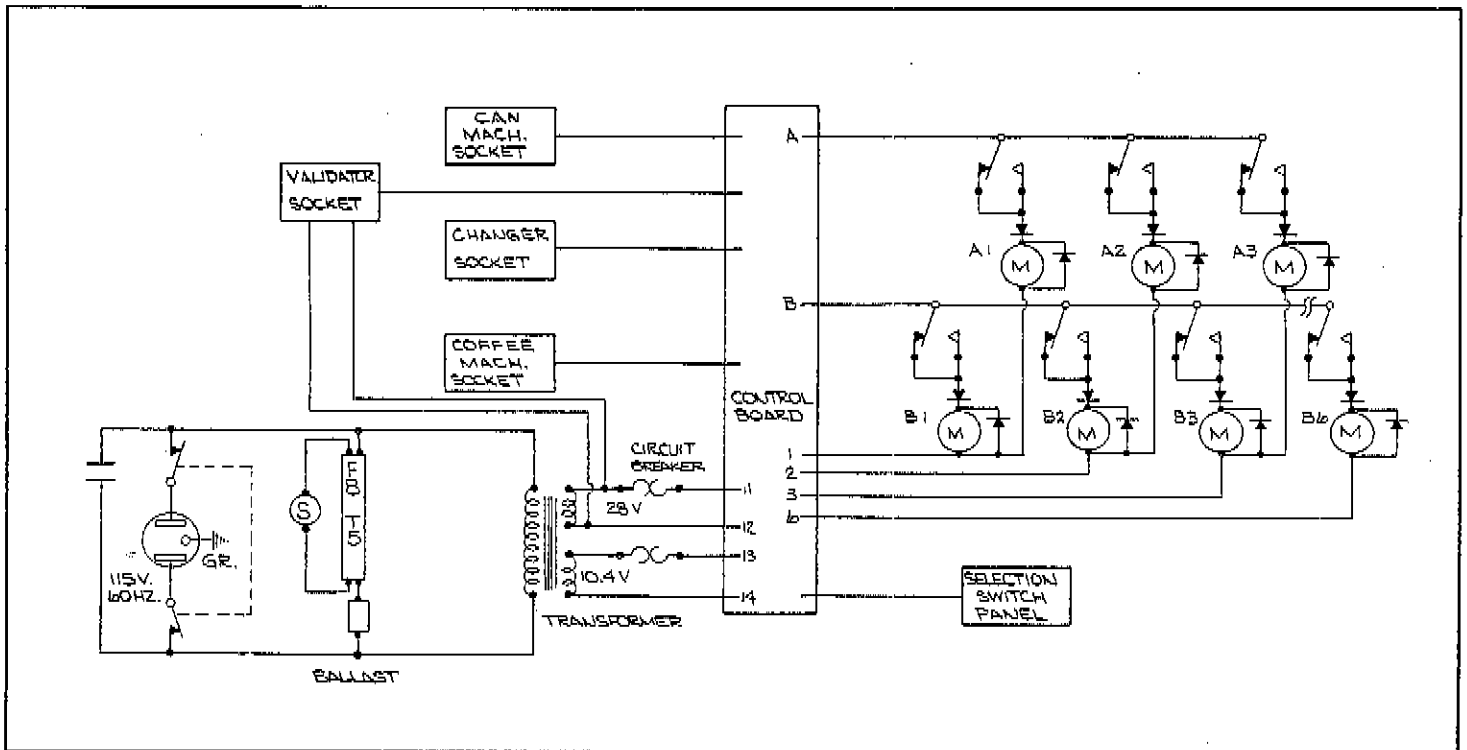 CAN
MACH.
SOCKET
A
VALIDATOR
SOCKET
CHANGER
SOCKET
A1
M
A2
M
A3
M
B
COFFEE
MACH.
SOCKET
CONTROL
BOARD
B1
M
B2
M
B3
M
B6
M
CIRCUIT
BREAKER
1
2
3
6
F8
T5
S
11
28 V
12
13
10.4 V
14
GR.
115V.
60HZ.
TRANSFORMER
SELECTION
SWITCH
PANEL
BALLAST